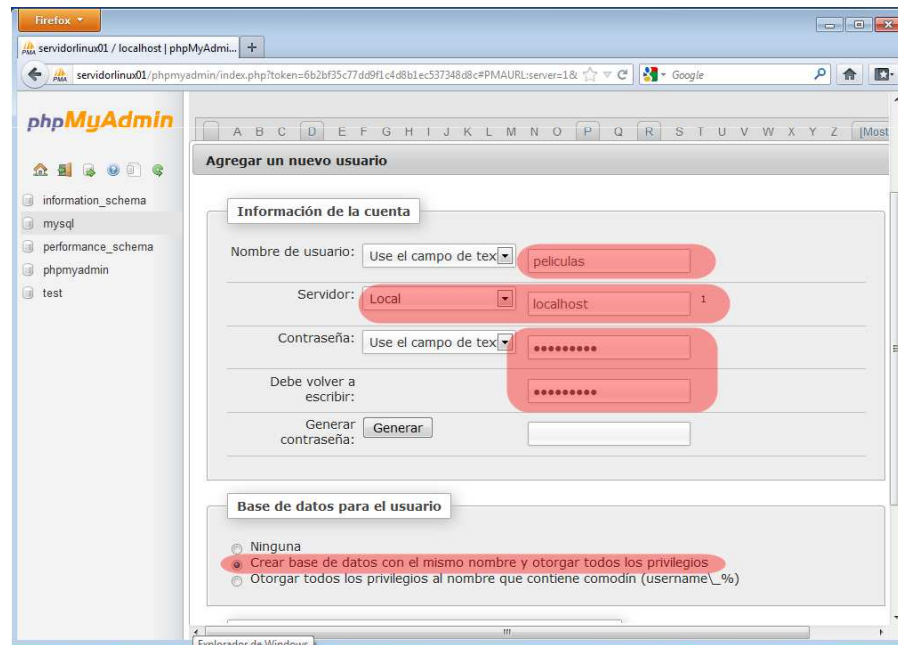 Firefox
servidorlinux01 / localhost | phpMyAdmi...
servidorlinux01/phpmyadmin/index.php?token=6b2bf35c77dd9f1c4d8b1ec537348d8c#PMAURL:server=1&
Google
phpMyAdmin
A B C D E F G H I J K L M N O P Q R S T U V W X Y Z [Most
Agregar un nuevo usuario
information_schema
mysql
performance_schema
phpmyadmin
test
Información de la cuenta
Nombre de usuario: Use el campo de tex peliculas
Servidor: Local localhost 1
Contraseña: Use el campo de tex •••••••••
Debe volver a
escribir: •••••••••
Generar
contraseña: Generar
Base de datos para el usuario
Ninguna
Crear base de datos con el mismo nombre y otorgar todos los privilegios
Otorgar todos los privilegios al nombre que contiene comodín (username\_%)
Explorador de Windows